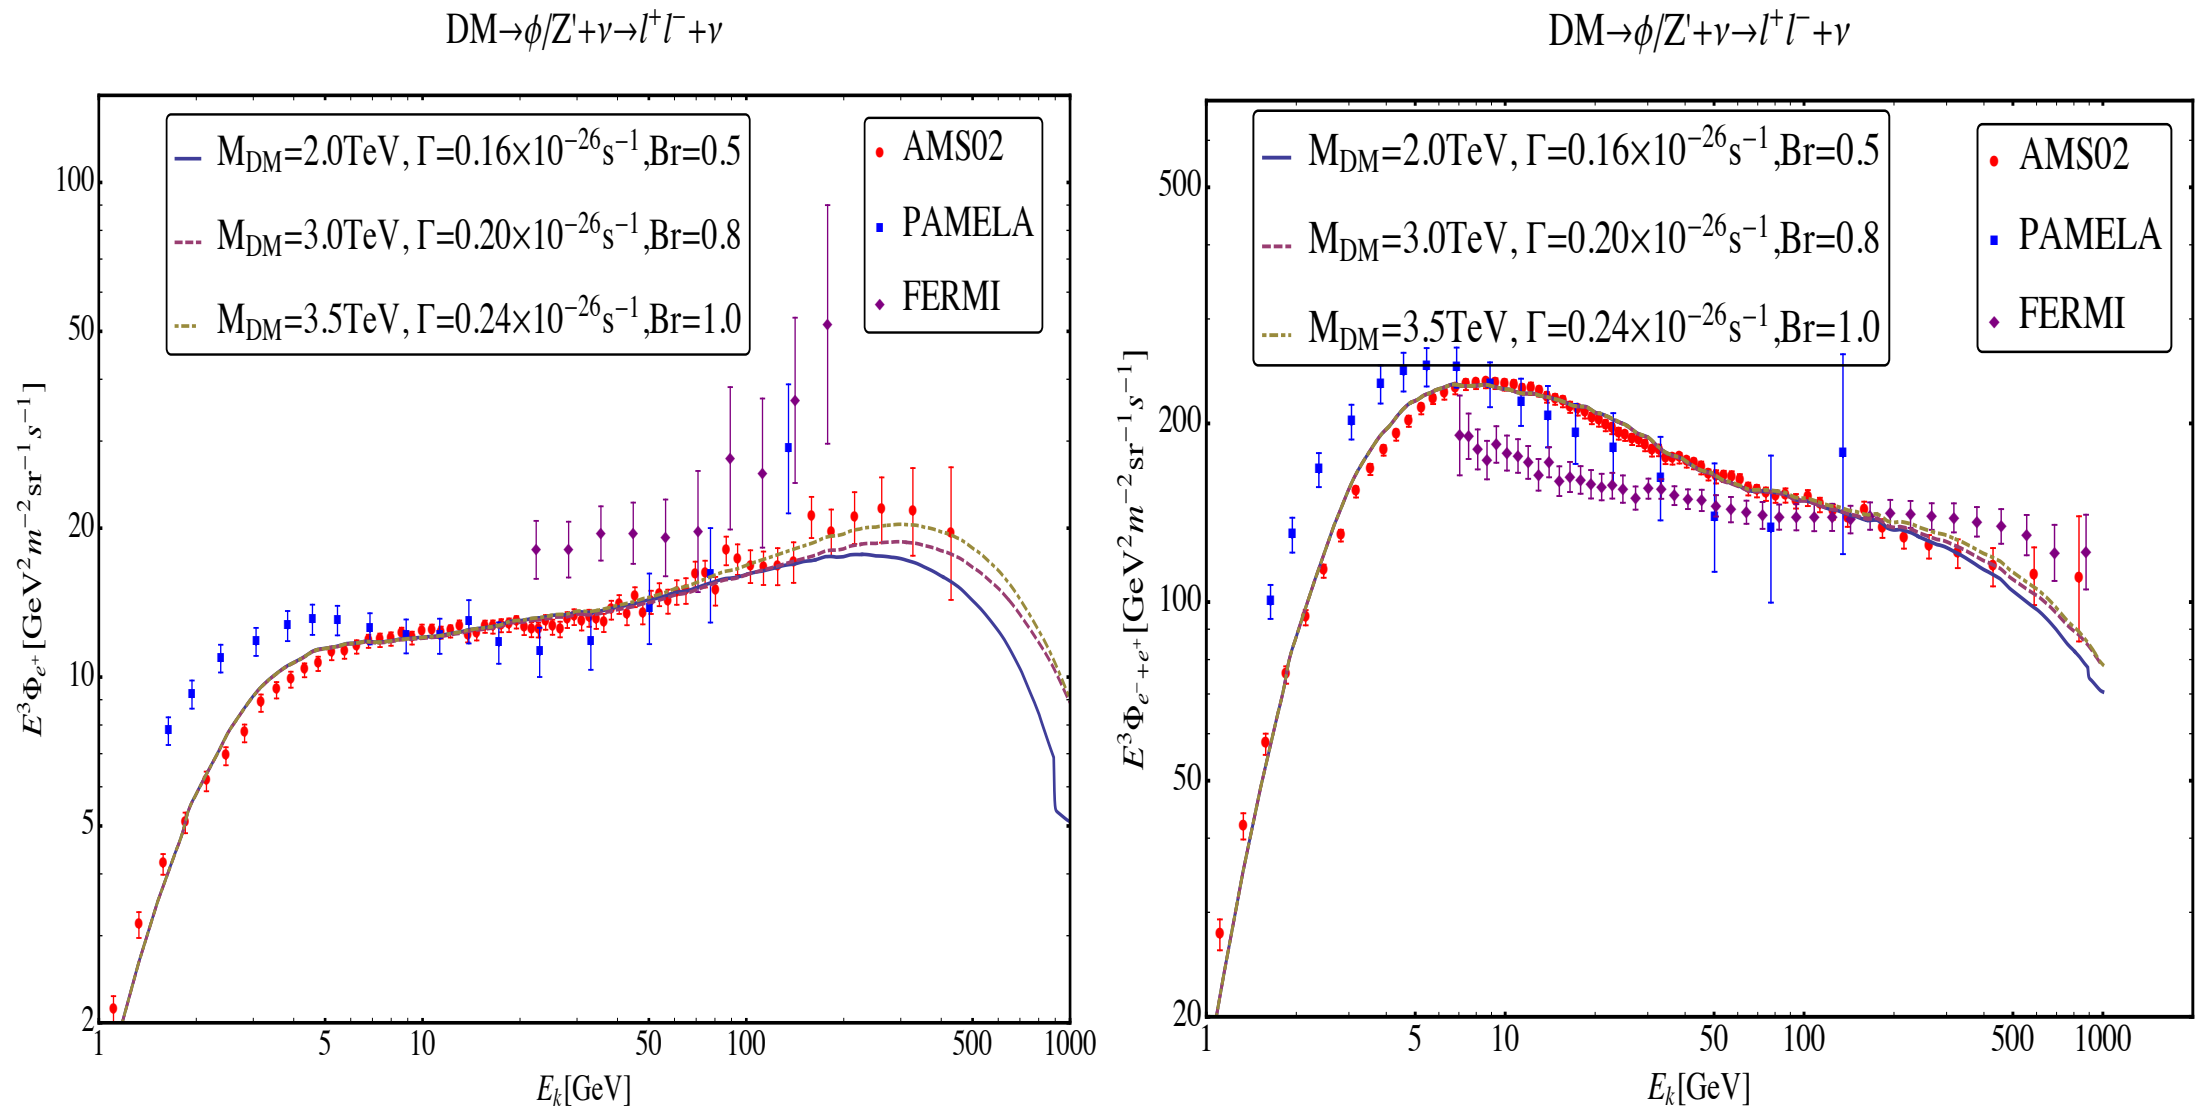 DM→ϕ/Z'+ν→l⁺l⁻+ν
M_DM=2.0TeV, Γ=0.16×10⁻²⁶s⁻¹,Br=0.5
M_DM=3.0TeV, Γ=0.20×10⁻²⁶s⁻¹,Br=0.8
M_DM=3.5TeV, Γ=0.24×10⁻²⁶s⁻¹,Br=1.0
AMS02
PAMELA
FERMI
E³Φ_e⁺[GeV²m⁻²sr⁻¹s⁻¹]
100
50
20
10
5
2
1 5 10 50 100 500 1000
E_k[GeV]
DM→ϕ/Z'+ν→l⁺l⁻+ν
M_DM=2.0TeV, Γ=0.16×10⁻²⁶s⁻¹,Br=0.5
M_DM=3.0TeV, Γ=0.20×10⁻²⁶s⁻¹,Br=0.8
M_DM=3.5TeV, Γ=0.24×10⁻²⁶s⁻¹,Br=1.0
AMS02
PAMELA
FERMI
E³Φ_e⁻+e⁺[GeV²m⁻²sr⁻¹s⁻¹]
500
200
100
50
20
1 5 10 50 100 500 1000
E_k[GeV]